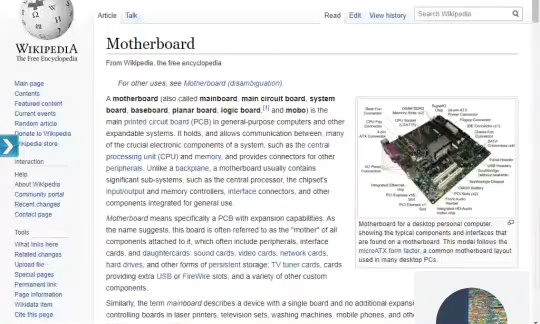 WIKIPEDIA
The Free Encyclopedia
Main page
Contents
Featured content
Current events
Random article
Donate to Wikipedia
Wikipedia store
Interaction
Help
About Wikipedia
Community portal
Recent changes
Contact page
Tools
What links here
Related changes
Upload file
Special pages
Permanent link
Page information
Wikidata item
Cite this page
Article Talk
Read Edit View history
Search Wikipedia
Motherboard
From Wikipedia, the free encyclopedia
For other uses, see Motherboard (disambiguation).
A motherboard (also called mainboard, main circuit board, system
board, baseboard, planar board, logic board,[1] and mobo) is the
main printed circuit board (PCB) in general-purpose computers and other
expandable systems. It holds, and allows communication between, many
of the crucial electronic components of a system, such as the central
processing unit (CPU) and memory, and provides connectors for other
peripherals. Unlike a backplane, a motherboard usually contains
significant sub-systems, such as the central processor, the chipset's
input/output and memory controllers, interface connectors, and other
components integrated for general use.
Motherboard means specifically a PCB with expansion capabilities. As
the name suggests, this board is often referred to as the "mother" of all
components attached to it, which often include peripherals, interface
cards, and daughtercards: sound cards, video cards, network cards,
hard drives, and other forms of persistent storage; TV tuner cards, cards
providing extra USB or FireWire slots; and a variety of other custom
components.
Similarly, the term mainboard describes a device with a single board and no additional expansi
controlling boards in laser printers, television sets, washing machines, mobile phones, and othe
Motherboard for a desktop personal computer,
showing the typical components and interfaces that
are found on a motherboard. This model follows the
microATX form factor, a common motherboard layout
used in many desktop PCs.